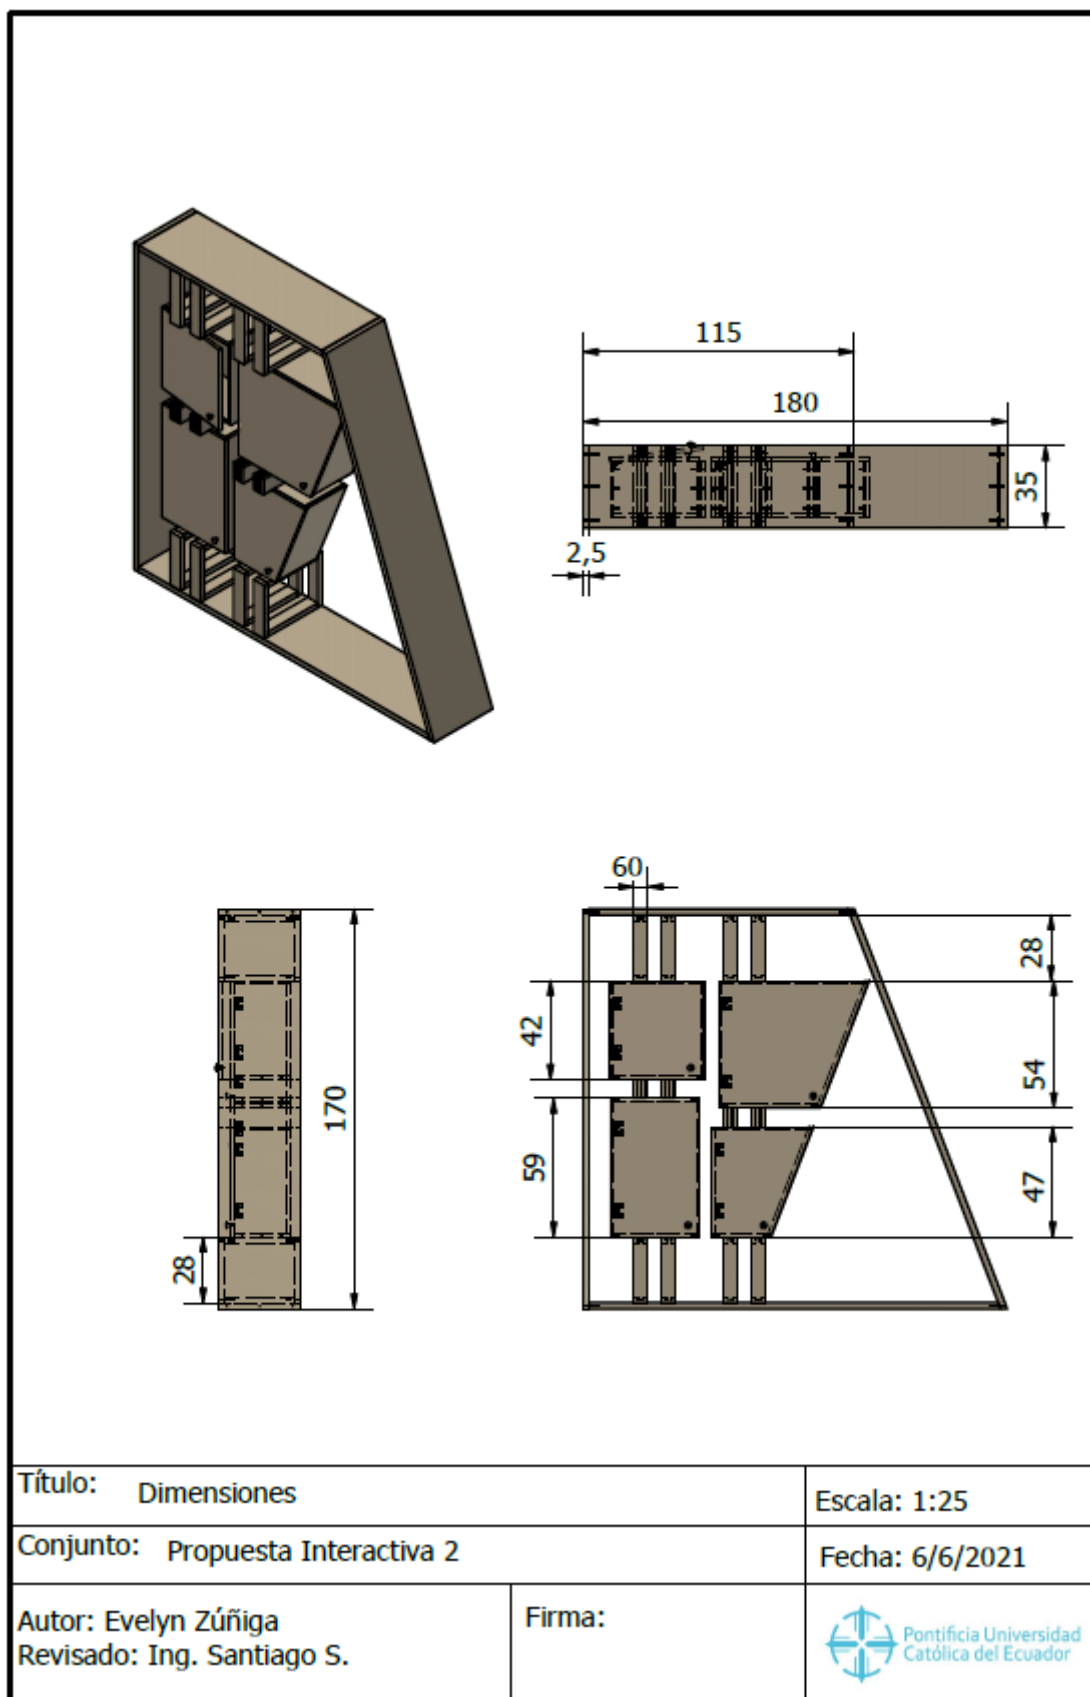 115
180
35
2,5
60
28
42
54
170
59
47
28
Título: Dimensiones
Escala: 1:25
Conjunto: Propuesta Interactiva 2
Fecha: 6/6/2021
Autor: Evelyn Zúñiga
Revisado: Ing. Santiago S.
Firma:
Pontificia Universidad
Católica del Ecuador